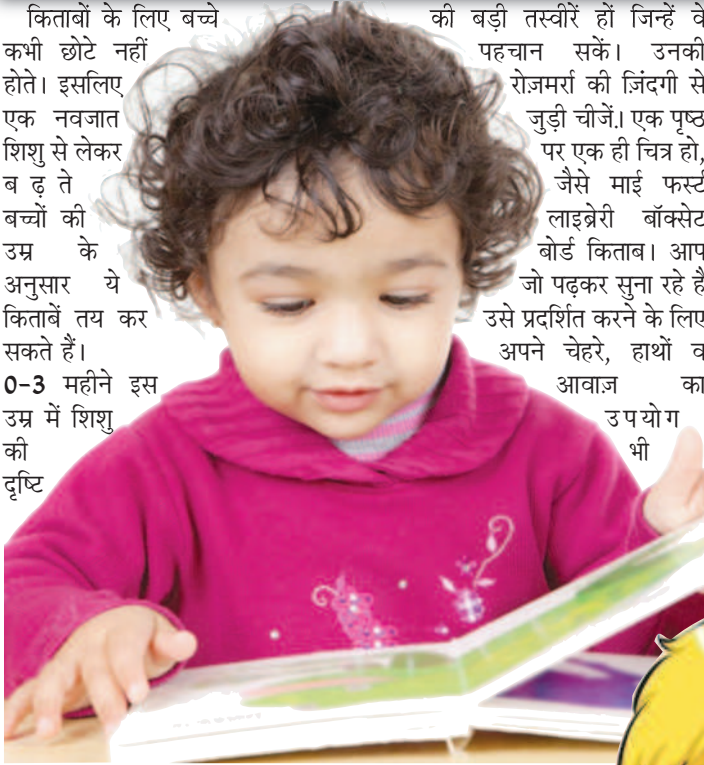 किताबों के लिए बच्चे
कभी छोटे नहीं
होते। इसलिए
एक नवजात
शिशु से लेकर
ब ढ़ ते
बच्चों की
उम्र के
अनुसार ये
किताबें तय कर
सकते हैं।
0-3 महीने इस
उम्र में शिशु
की
दृष्टि
की बड़ी तस्वीरें हों जिन्हें वे
पहचान सकें। उनकी
रोज़मर्रा की ज़िंदगी से
जुड़ी चीजें.। एक पृष्ठ
पर एक ही चित्र हो,
जैसे माई फर्स्ट
लाइब्रेरी बॉक्सेट
बोर्ड किताब। आप
जो पढ़कर सुना रहे हैं
उसे प्रदर्शित करने के लिए
अपने चेहरे, हाथों व
आवाज़ का
उपयोग
भी